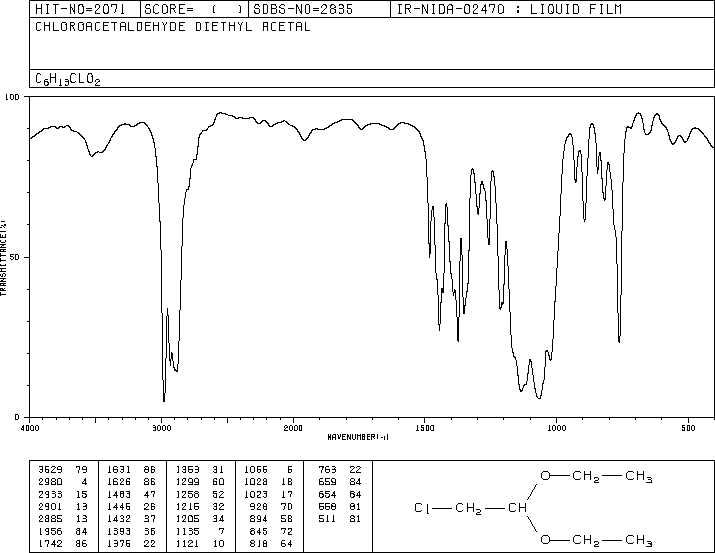 HIT-NO=2071 SCORE= ( ) SDBS-NO=2835 IR-NIDA-02470 : LIQUID FILM
CHLOROACETALDEHYDE DIETHYL ACETAL
C6H13CLO2
100
50
0
TRANSMITTANCE(%)
4000 3000 2000 1500 1000 500
WAVENUMBER(-1)
3529 79 1631 86 1353 31 1066 6 763 22
2980 4 1626 86 1299 60 1028 18 659 84
2933 15 1483 47 1258 52 1023 17 654 84
2901 13 1446 26 1215 32 928 70 558 81
2885 13 1432 37 1205 34 894 58 511 81
1956 84 1393 36 1135 7 845 72
1742 86 1375 22 1121 10 818 64
O—CH2—CH3
Cl—CH2—CH
O—CH2—CH3